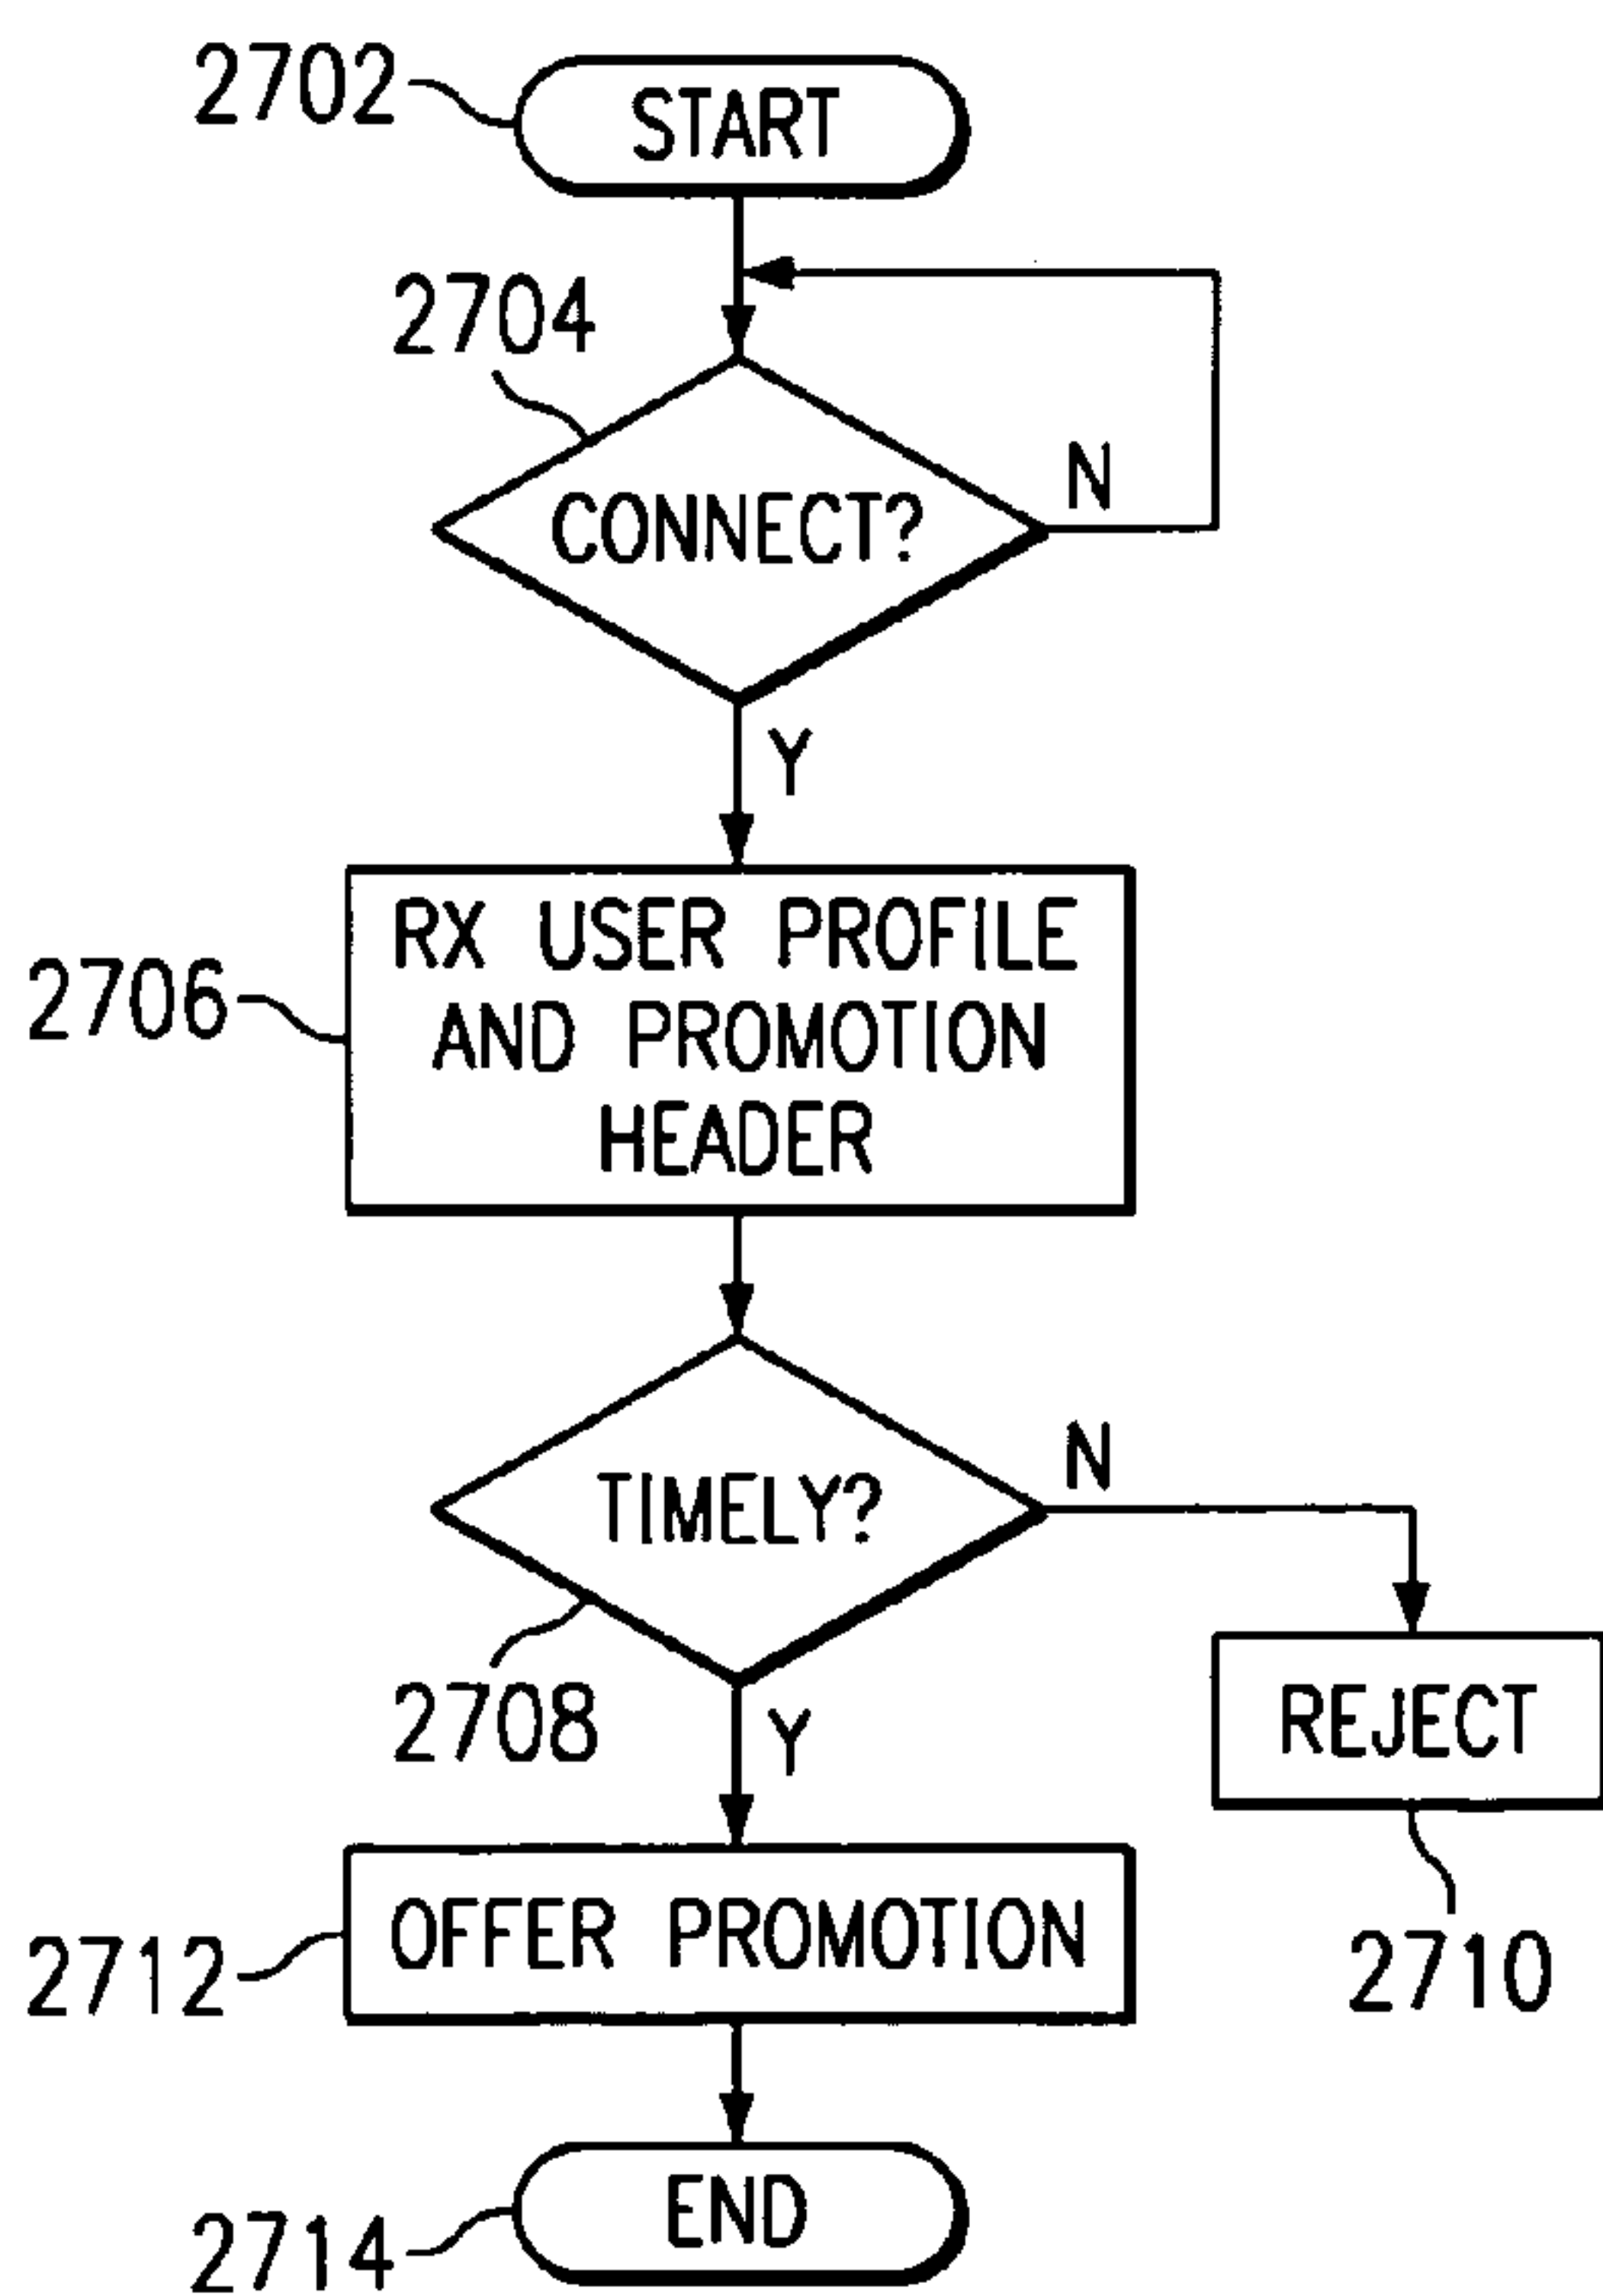 2702
START
2704
CONNECT?
N
Y
2706
RX USER PROFILE
AND PROMOTION
HEADER
TIMELY?
N
2708
Y
REJECT
2710
2712
OFFER PROMOTION
END
2714